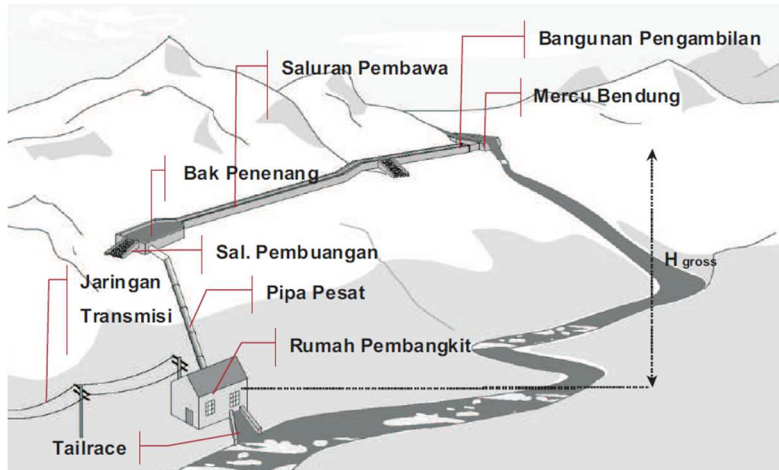 Bangunan Pengambilan
Saluran Pembawa
Mercu Bendung
Bak Penenang
Sal. Pembuangan
H gross
Jaringan
Transmisi
Pipa Pesat
Rumah Pembangkit
Tailrace